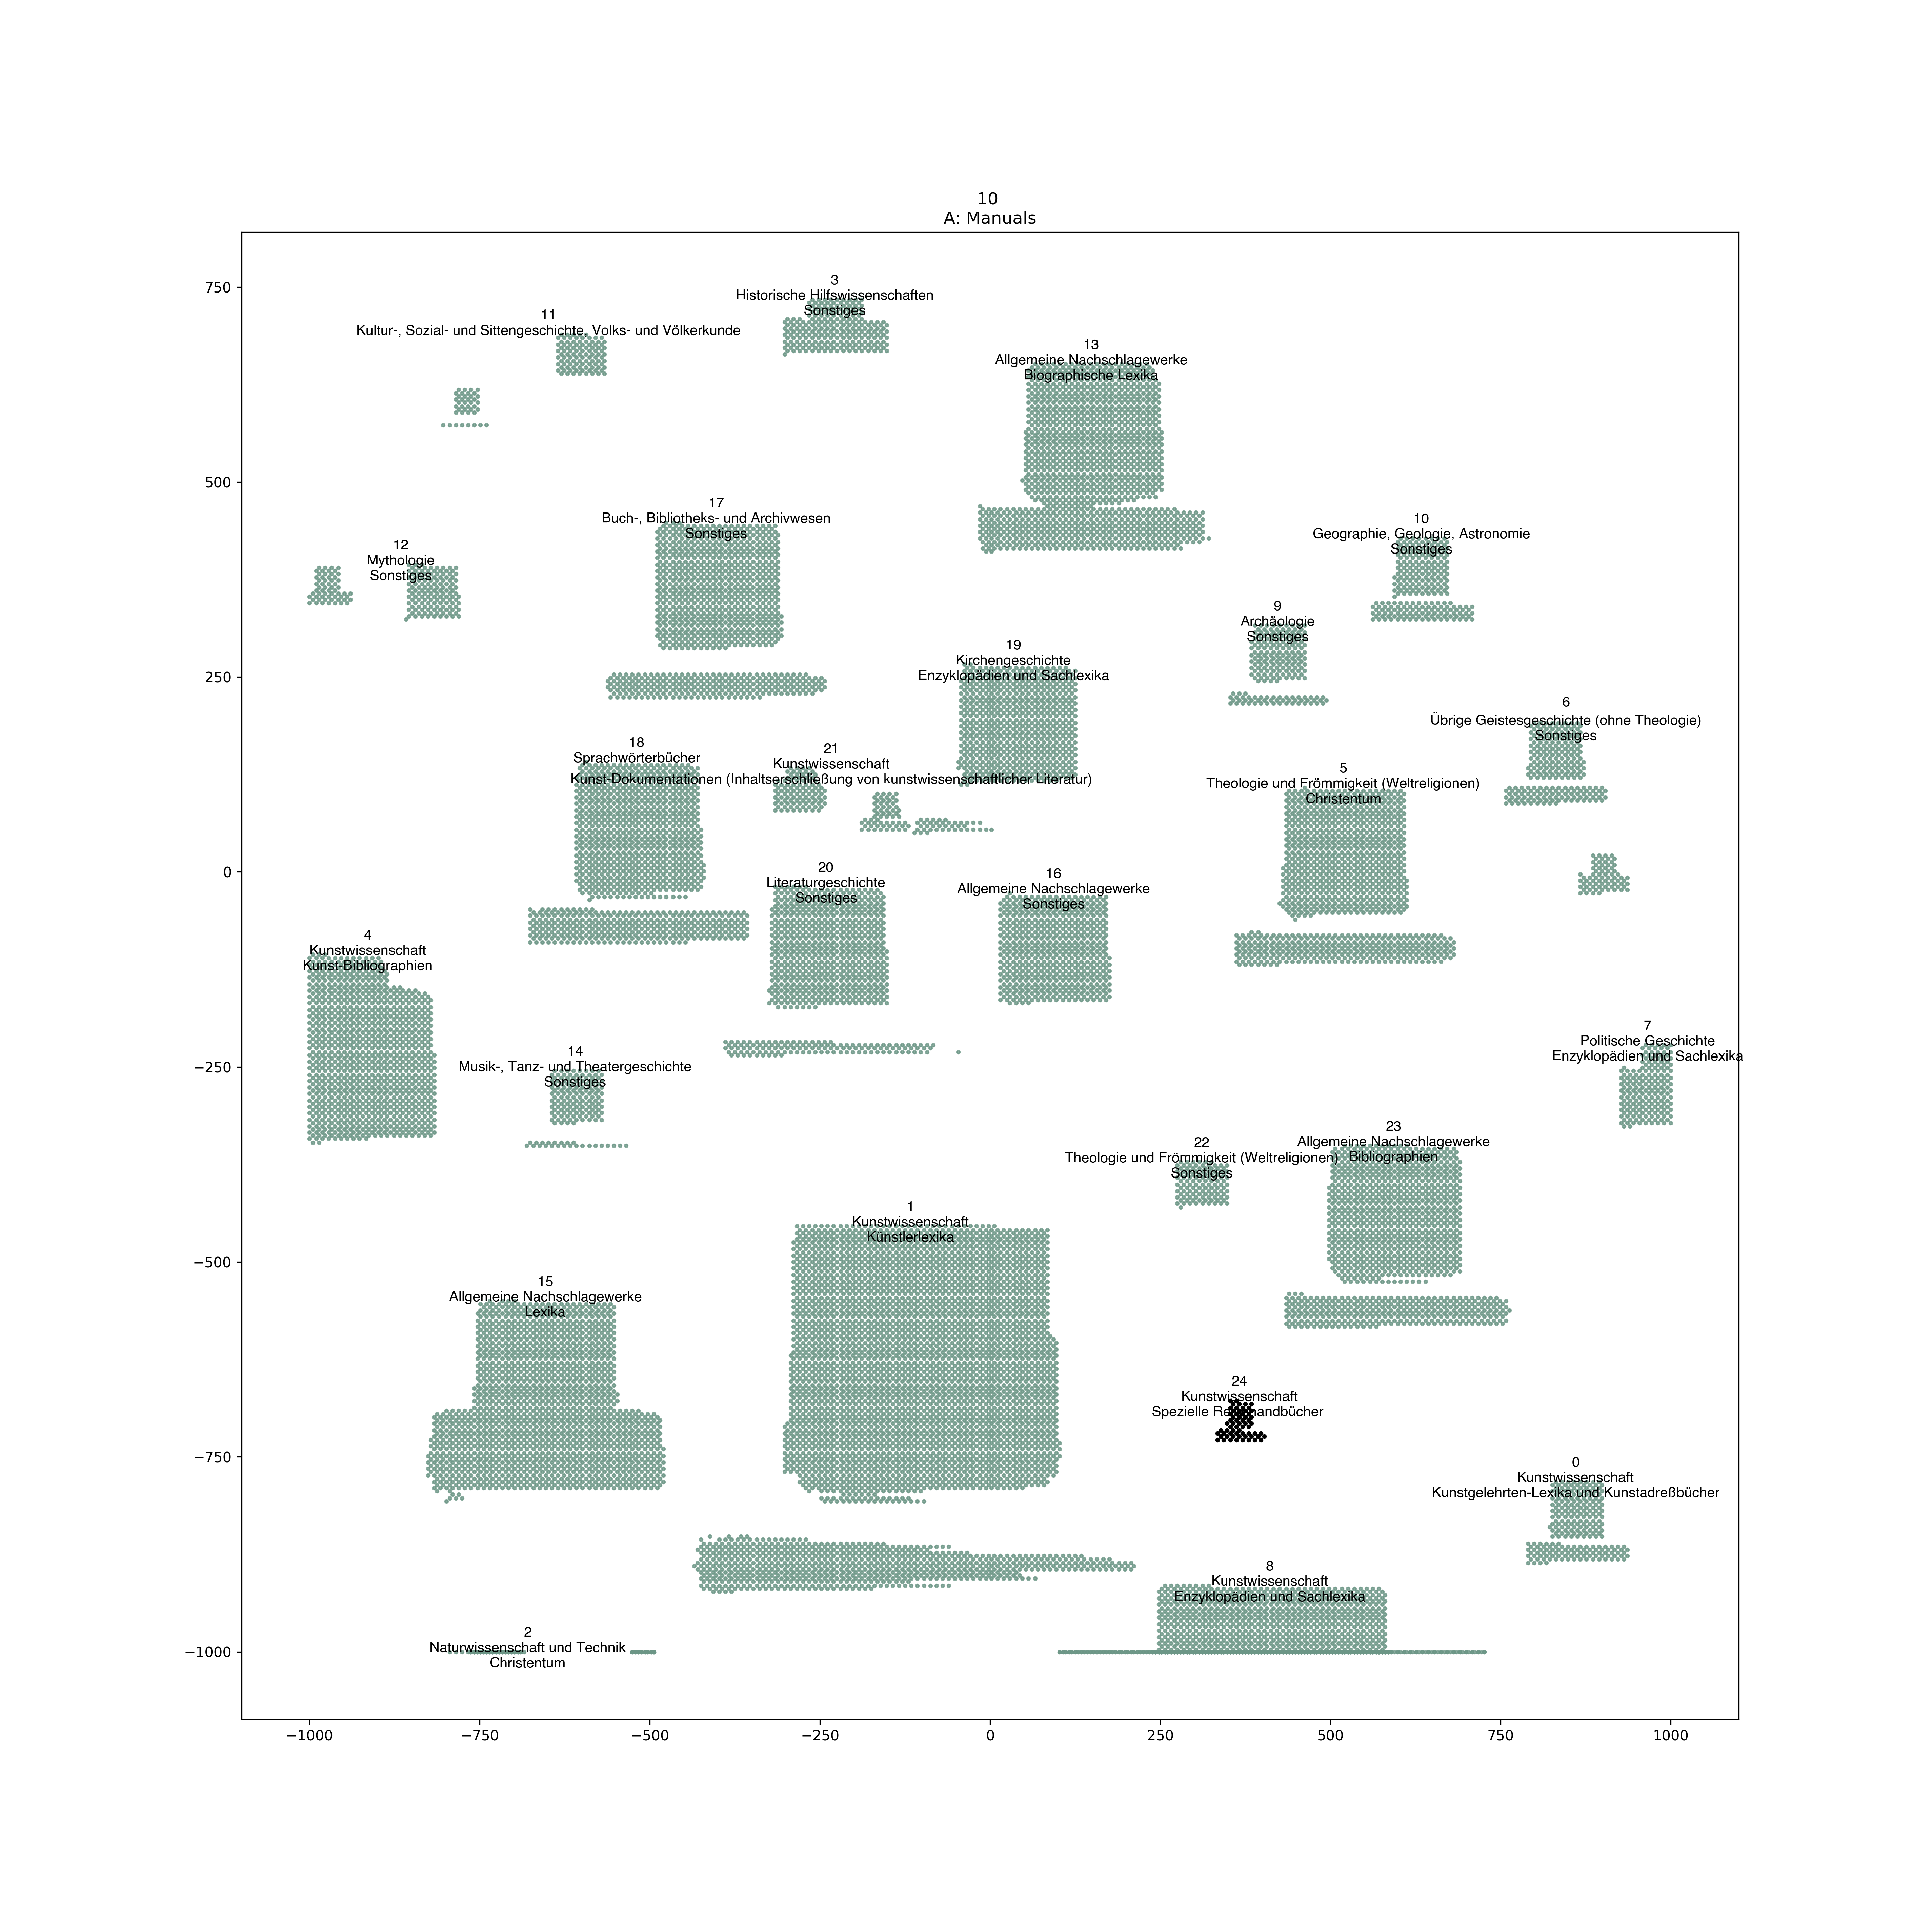 10
A: Manuals
750
500
250
0
−250
−500
−750
−1000
3
Historische Hilfswissenschaften
Sonstiges
11
Kultur-, Sozial- und Sittengeschichte, Volks- und Völkerkunde
13
Allgemeine Nachschlagewerke
Biographische Lexika
17
Buch-, Bibliotheks- und Archivwesen
Sonstiges
10
Geographie, Geologie, Astronomie
Sonstiges
12
Mythologie
Sonstiges
9
Archäologie
Sonstiges
19
Kirchengeschichte
Enzyklopädien und Sachlexika
6
Übrige Geistesgeschichte (ohne Theologie)
Sonstiges
18
Sprachwörterbücher
21
Kunstwissenschaft
Kunst-Dokumentationen (Inhaltserschließung von kunstwissenschaftlicher Literatur)
5
Theologie und Frömmigkeit (Weltreligionen)
Christentum
20
Literaturgeschichte
Sonstiges
16
Allgemeine Nachschlagewerke
Sonstiges
4
Kunstwissenschaft
Kunst-Bibliographien
7
Politische Geschichte
Enzyklopädien und Sachlexika
14
Musik-, Tanz- und Theatergeschichte
Sonstiges
23
Allgemeine Nachschlagewerke
Bibliographien
22
Theologie und Frömmigkeit (Weltreligionen)
Sonstiges
1
Kunstwissenschaft
Künstlerlexika
15
Allgemeine Nachschlagewerke
Lexika
24
Kunstwissenschaft
Spezielle
0
Kunstwissenschaft
Kunstgelehrten-Lexika und Kunstadreßbücher
8
Kunstwissenschaft
Enzyklopädien und Sachlexika
2
Naturwissenschaft und Technik
Christentum
−1000 −750 −500 −250 0 250 500 750 1000